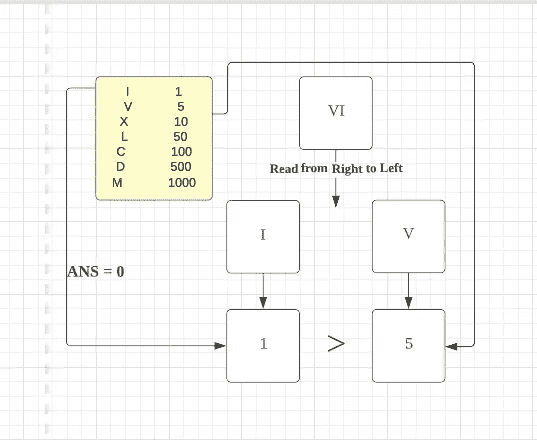 I 1
V 5
X 10
L 50
C 100
D 500
M 1000
VI
Read from Right to Left
I V
ANS = 0
1 > 5